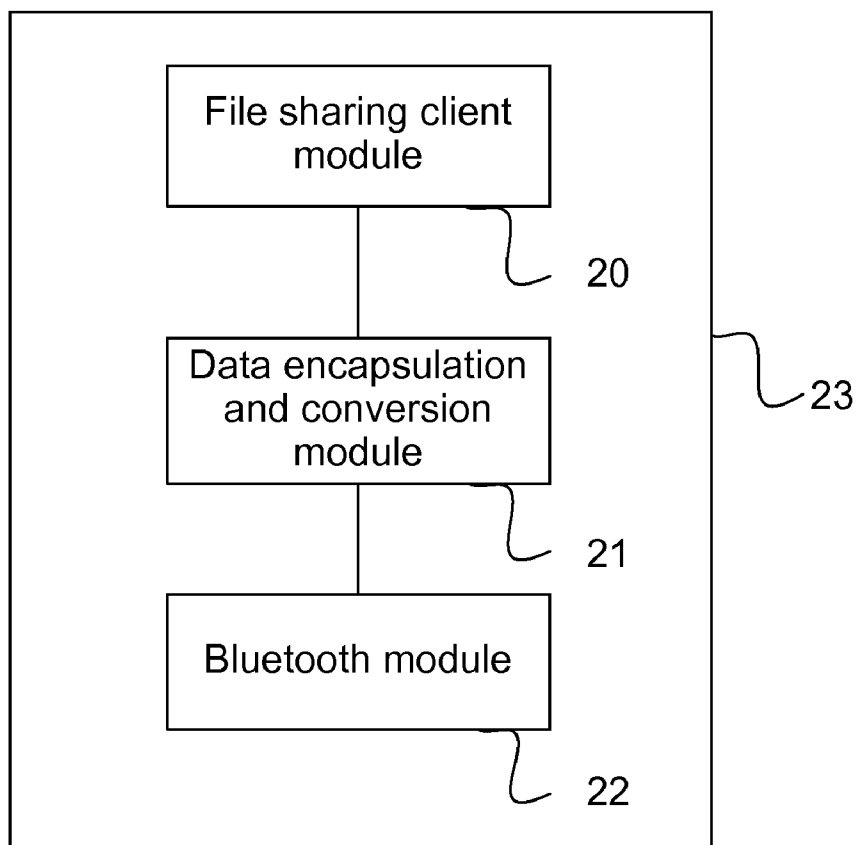 File sharing client
module
20
Data encapsulation
and conversion
module
23
21
Bluetooth module
22